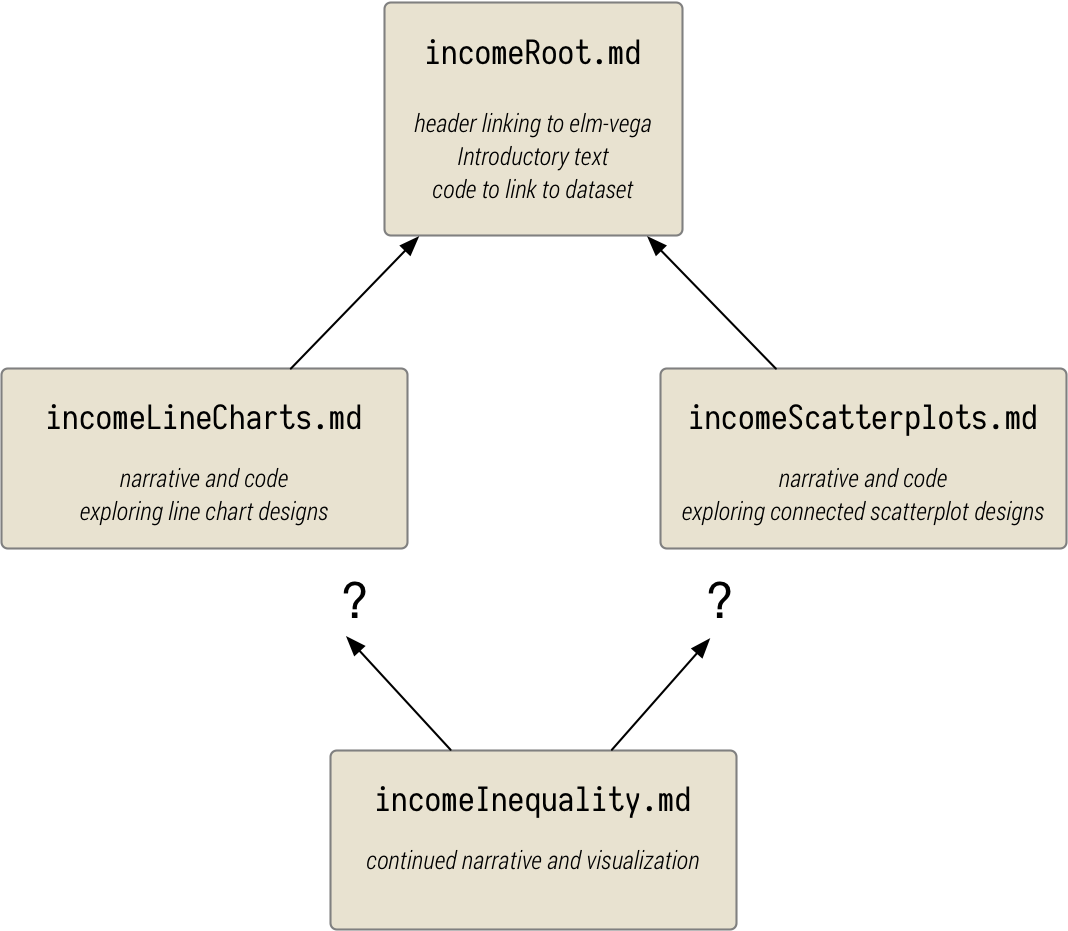 incomeRoot.md
header linking to elm-vega
Introductory text
code to link to dataset
incomeLineCharts.md
narrative and code
exploring line chart designs
incomeScatterplots.md
narrative and code
exploring connected scatterplot designs
?
?
incomeInequality.md
continued narrative and visualization